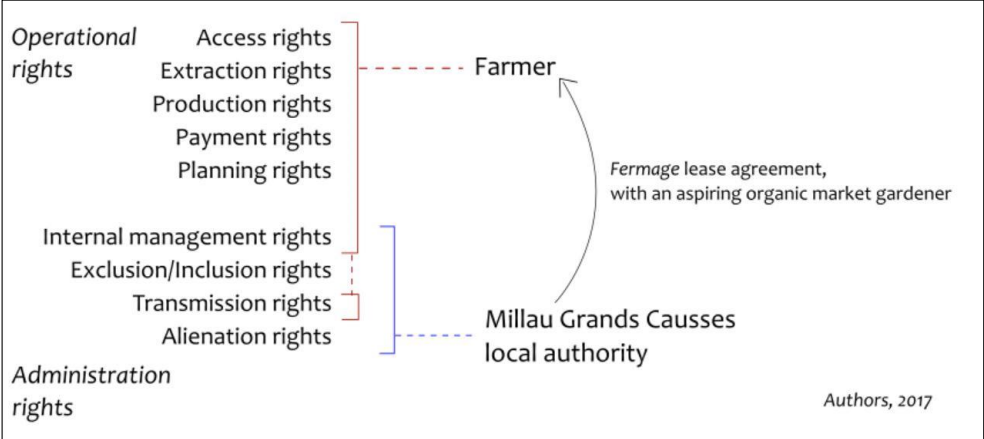 Operational
rights
Access rights
Extraction rights
Production rights
Payment rights
Planning rights
Internal management rights
Exclusion/Inclusion rights
Transmission rights
Alienation rights
Administration
rights
Farmer
Fermage lease agreement,
with an aspiring organic market gardener
Millau Grands Causses
local authority
Authors, 2017